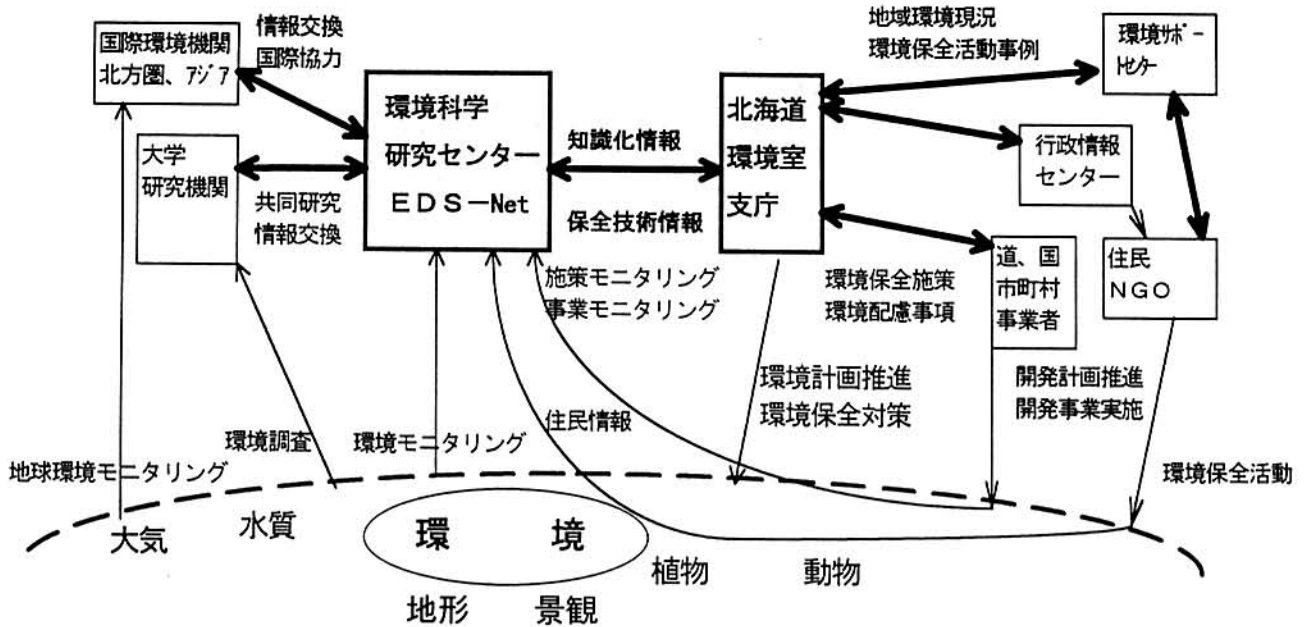 国際環境機関
北方圏、アジア
情報交換
国際協力
大学
研究機関
共同研究
情報交換
環境科学
研究センター
EDS-Net
知識化情報
保全技術情報
北海道
環境室
支庁
地域環境現況
環境保全活動事例
環境サポー
トセンター
行政情報
センター
住民
NGO
道、国
市町村
事業者
施策モニタリング
事業モニタリング
環境保全施策
環境配慮事項
環境計画推進
環境保全対策
開発計画推進
開発事業実施
環境保全活動
住民情報
環境モニタリング
環境調査
地球環境モニタリング
大気
水質
環境
植物
動物
地形
景観